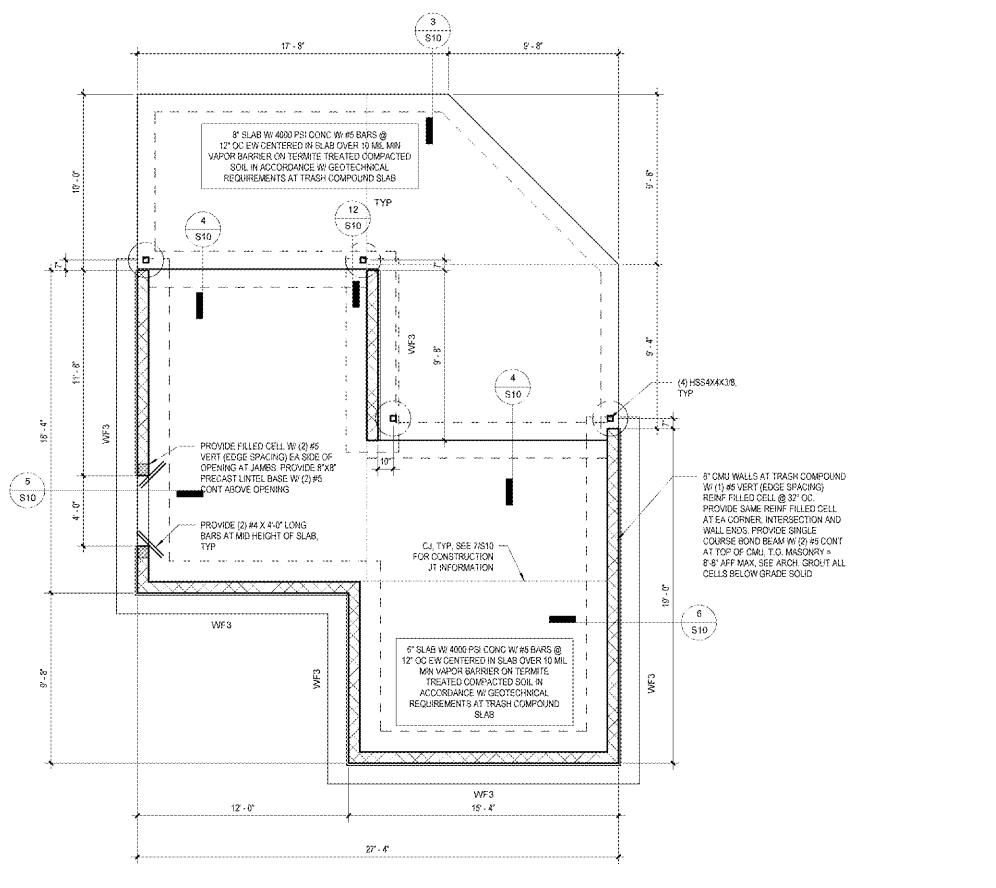 3
S10
17' - 8"
9' - 8"
8" SLAB W/ 4000 PSI CONC W/ #5 BARS @
12" OC EW CENTERED IN SLAB OVER 10 MIL MIN
VAPOR BARRIER ON TERMITE TREATED COMPACTED
SOIL IN ACCORDANCE W/ GEOTECHNICAL
REQUIREMENTS AT TRASH COMPOUND SLAB
10' - 0"
9' - 8"
TYP
4
S10
12
S10
7"
7"
WF3
9' - 8"
9' - 4"
11' - 8"
4
S10
(4) HSS4X4X3/8,
TYP
7"
18' - 4"
WF3
10"
PROVIDE FILLED CELL W/ (2) #5
VERT (EDGE SPACING) EA SIDE OF
OPENING AT JAMBS. PROVIDE 8"X8"
PRECAST LINTEL BASE W/ (2) #5
CONT ABOVE OPENING
5
S10
4' - 0"
PROVIDE (2) #4 X 4'-0" LONG
BARS AT MID HEIGHT OF SLAB,
TYP
8" CMU WALLS AT TRASH COMPOUND
W/ (1) #5 VERT (EDGE SPACING)
REINF FILLED CELL @ 32" OC.
PROVIDE SAME REINF FILLED CELL
AT EA CORNER, INTERSECTION AND
WALL ENDS. PROVIDE SINGLE
COURSE BOND BEAM W/ (2) #5 CONT
AT TOP OF CMU, T.O. MASONRY =
8'-8" AFF MAX, SEE ARCH. GROUT ALL
CELLS BELOW GRADE SOLID
CJ, TYP, SEE 7/S10
FOR CONSTRUCTION
JT INFORMATION
19' - 0"
6
S10
WF3
9' - 8"
WF3
WF3
6" SLAB W/ 4000 PSI CONC W/ #5 BARS @
12" OC EW CENTERED IN SLAB OVER 10 MIL
MIN VAPOR BARRIER ON TERMITE
TREATED COMPACTED SOIL IN
ACCORDANCE W/ GEOTECHNICAL
REQUIREMENTS AT TRASH COMPOUND
SLAB
WF3
12' - 0"
15' - 4"
27' - 4"